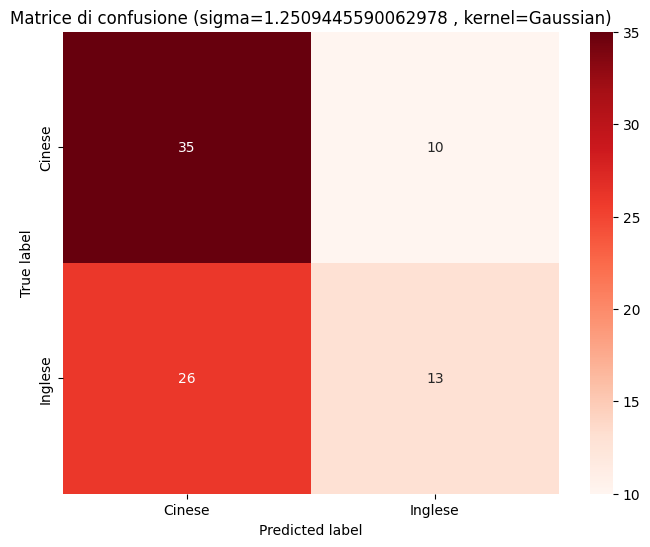 Matrice di confusione (sigma=1.2509445590062978 , kernel=Gaussian)
True label
Cinese
35
10
Inglese
26
13
Cinese
Inglese
Predicted label
35
30
25
20
15
10